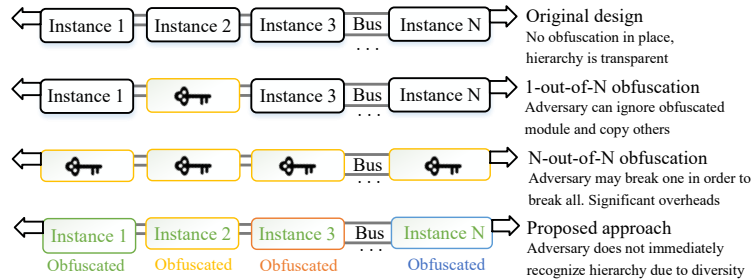 Instance 1 Instance 2 Instance 3 Bus Instance N
. . .
Original design
No obfuscation in place,
hierarchy is transparent
Instance 1 Instance 3 Bus Instance N
. . .
1-out-of-N obfuscation
Adversary can ignore obfuscated
module and copy others
Bus
. . .
N-out-of-N obfuscation
Adversary may break one in order to
break all. Significant overheads
Instance 1 Instance 2 Instance 3 Bus Instance N
. . .
Obfuscated Obfuscated Obfuscated Obfuscated
Proposed approach
Adversary does not immediately
recognize hierarchy due to diversity